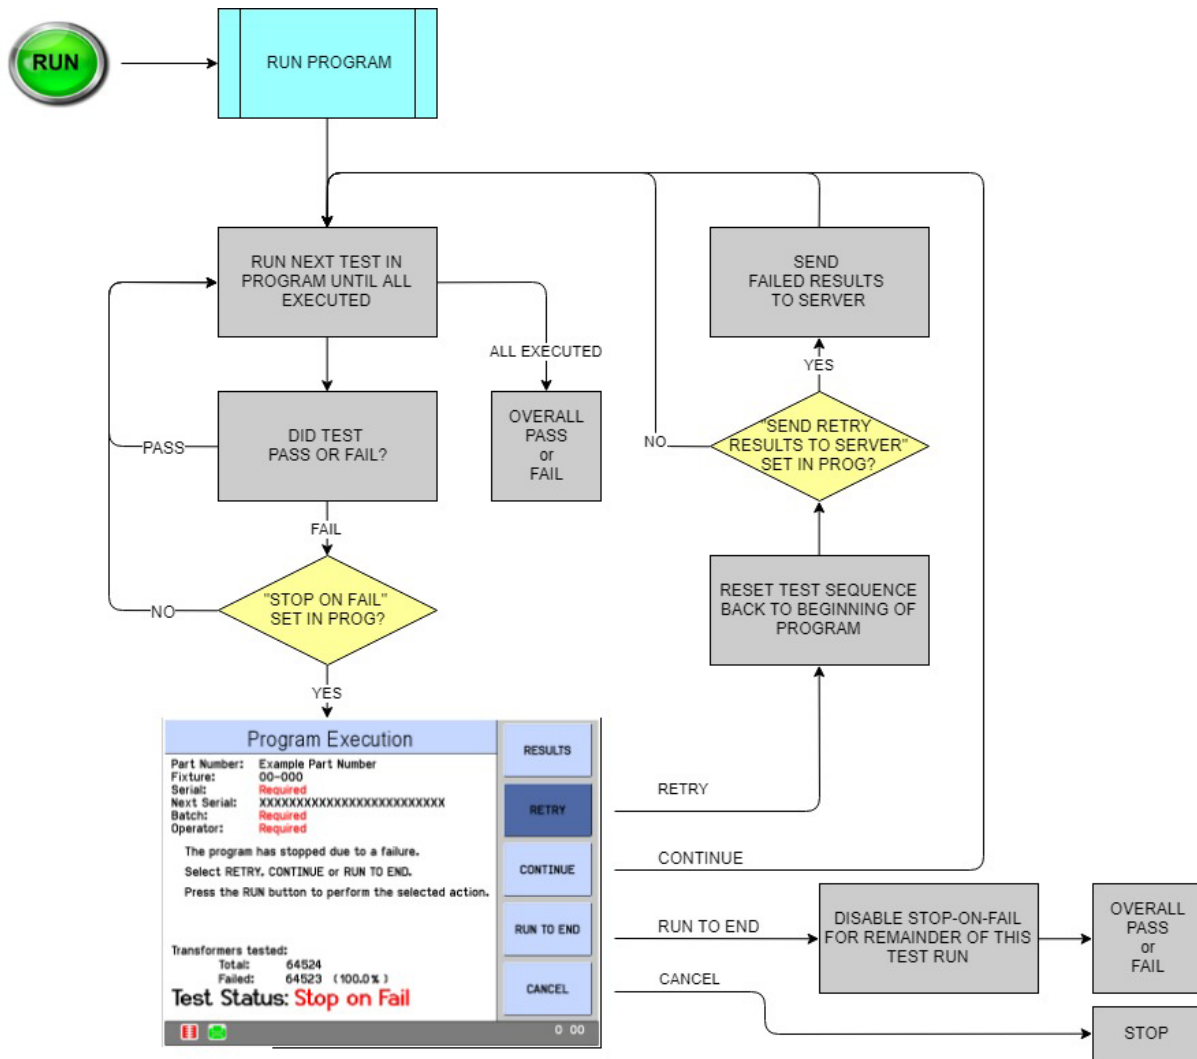 RUN
RUN PROGRAM
RUN NEXT TEST IN
PROGRAM UNTIL ALL
EXECUTED
SEND
FAILED RESULTS
TO SERVER
ALL EXECUTED
YES
DID TEST
PASS OR FAIL?
PASS
OVERALL
PASS
or
FAIL
NO
"SEND RETRY
RESULTS TO SERVER"
SET IN PROG?
FAIL
"STOP ON FAIL"
SET IN PROG?
NO
RESET TEST SEQUENCE
BACK TO BEGINNING OF
PROGRAM
YES
Program Execution
Part Number: Example Part Number
Fixture: 00-000
Serial: Required
Next Serial: XXXXXXXXXXXXXXXXXXXXXXXXX
Batch: Required
Operator: Required
The program has stopped due to a failure.
Select RETRY, CONTINUE or RUN TO END.
Press the RUN button to perform the selected action.
Transformers tested:
Total: 64524
Failed: 64523 (100.0%)
Test Status: Stop on Fail
0 00
RESULTS
RETRY
CONTINUE
RUN TO END
CANCEL
RETRY
CONTINUE
RUN TO END
DISABLE STOP-ON-FAIL
FOR REMAINDER OF THIS
TEST RUN
OVERALL
PASS
or
FAIL
CANCEL
STOP